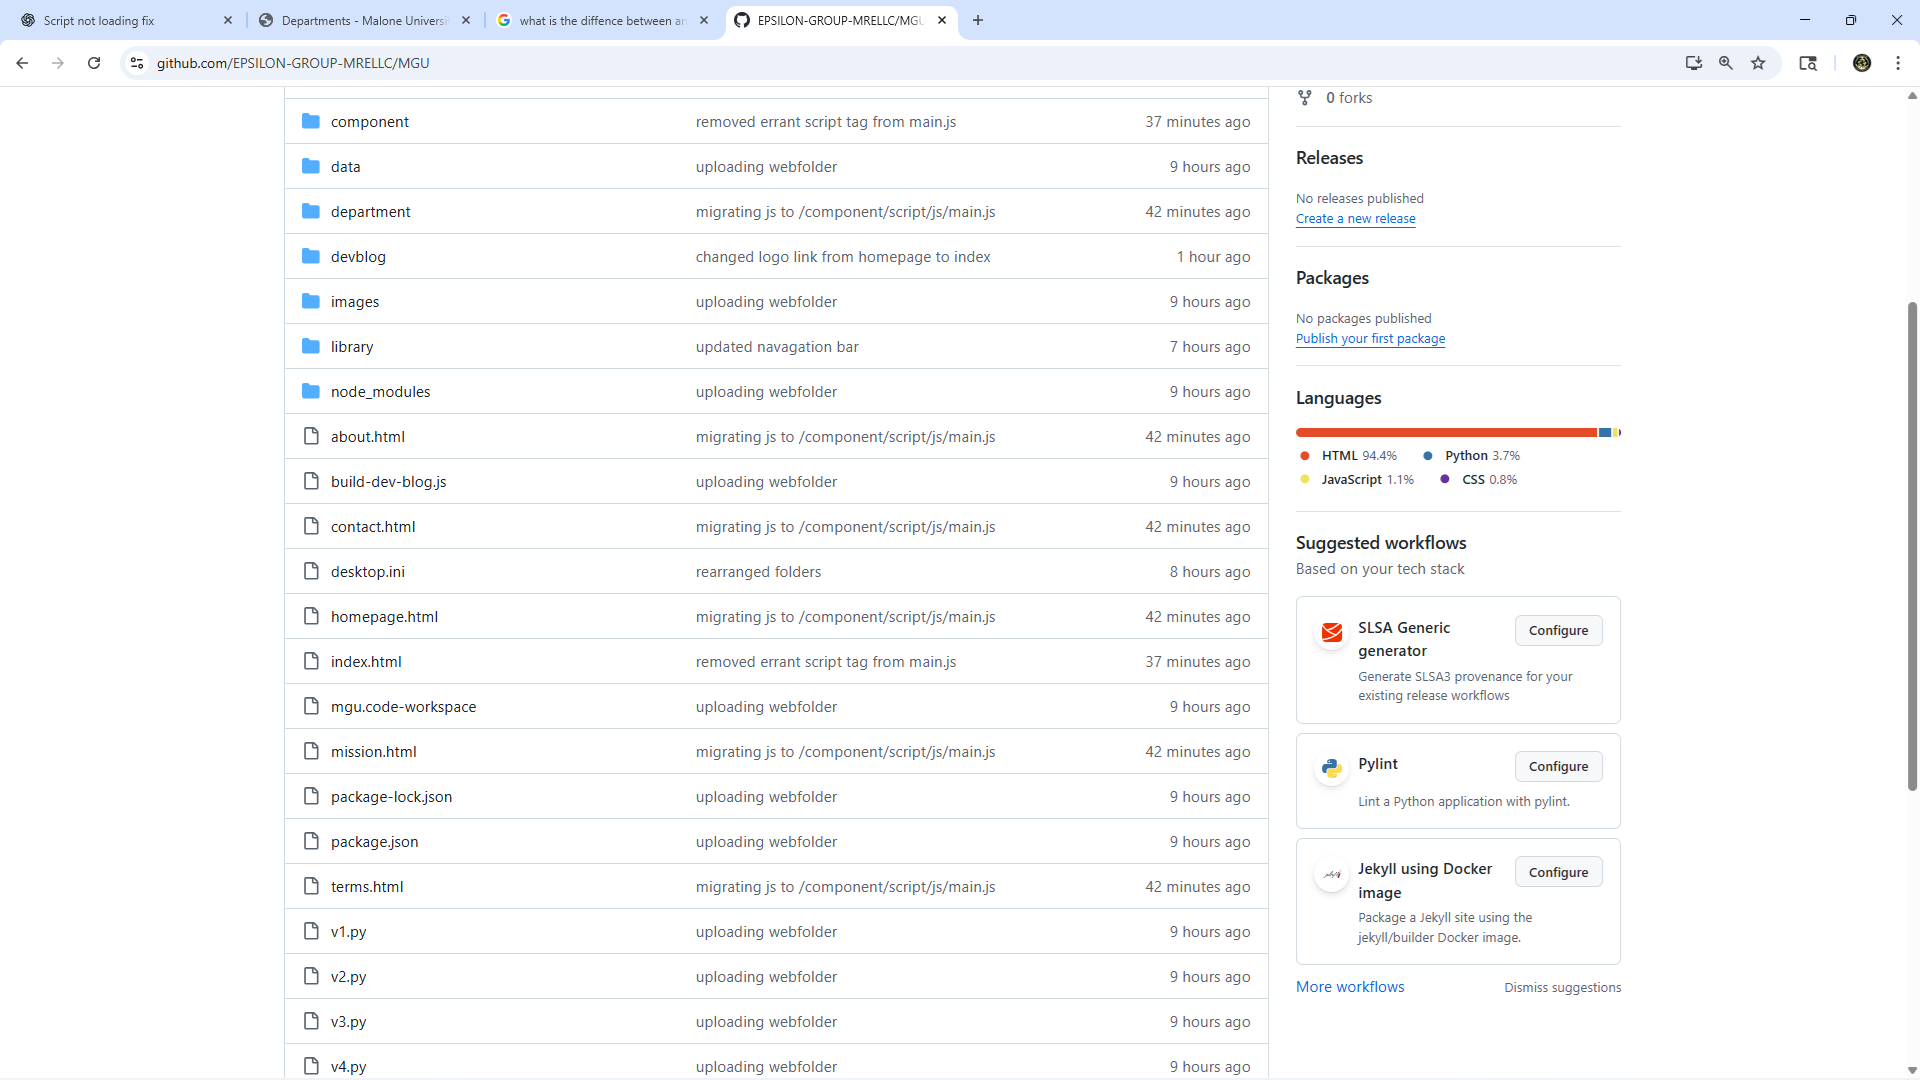 Script not loading fix
Departments - Malone Universi
what is the diffence between an
EPSILON-GROUP-MRELLC/MGU
github.com/EPSILON-GROUP-MRELLC/MGU
component removed errant script tag from main.js 37 minutes ago
data uploading webfolder 9 hours ago
department migrating js to /component/script/js/main.js 42 minutes ago
devblog changed logo link from homepage to index 1 hour ago
images uploading webfolder 9 hours ago
library updated navagation bar 7 hours ago
node_modules uploading webfolder 9 hours ago
about.html migrating js to /component/script/js/main.js 42 minutes ago
build-dev-blog.js uploading webfolder 9 hours ago
contact.html migrating js to /component/script/js/main.js 42 minutes ago
desktop.ini rearranged folders 8 hours ago
homepage.html migrating js to /component/script/js/main.js 42 minutes ago
index.html removed errant script tag from main.js 37 minutes ago
mgu.code-workspace uploading webfolder 9 hours ago
mission.html migrating js to /component/script/js/main.js 42 minutes ago
package-lock.json uploading webfolder 9 hours ago
package.json uploading webfolder 9 hours ago
terms.html migrating js to /component/script/js/main.js 42 minutes ago
v1.py uploading webfolder 9 hours ago
v2.py uploading webfolder 9 hours ago
v3.py uploading webfolder 9 hours ago
v4.py uploading webfolder 9 hours ago
0 forks
Releases
No releases published
Create a new release
Packages
No packages published
Publish your first package
Languages
HTML 94.4% Python 3.7%
JavaScript 1.1% CSS 0.8%
Suggested workflows
Based on your tech stack
SLSA Generic
generator
Configure
Generate SLSA3 provenance for your
existing release workflows
Pylint
Configure
Lint a Python application with pylint.
Jekyll using Docker
image
Configure
Package a Jekyll site using the
jekyll/builder Docker image.
More workflows Dismiss suggestions